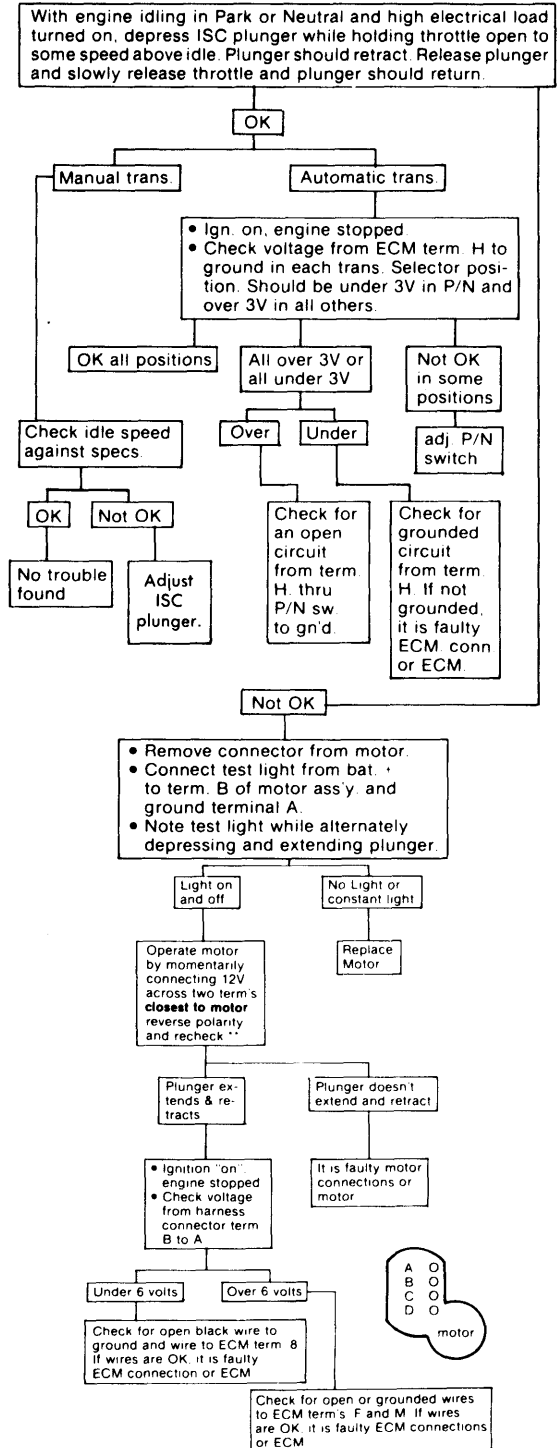 With engine idling in Park or Neutral and high electrical load
turned on, depress ISC plunger while holding throttle open to
some speed above idle. Plunger should retract. Release plunger
and slowly release throttle and plunger should return.
OK
Manual trans.
Automatic trans.
• Ign. on, engine stopped.
• Check voltage from ECM term. H to
ground in each trans. Selector posi-
tion. Should be under 3V in P/N and
over 3V in all others.
OK all positions
All over 3V or
all under 3V
Not OK
in some
positions
Check idle speed
against specs.
Over
Under
adj. P/N
switch
OK
Not OK
No trouble
found
Adjust
ISC
plunger.
Check for
an open
circuit
from term.
H. thru
P/N sw.
to gn'd.
Check for
grounded
circuit
from term.
H. If not
grounded,
it is faulty
ECM. conn.
or ECM.
Not OK
• Remove connector from motor.
• Connect test light from bat. +
to term. B of motor ass'y. and
ground terminal A.
• Note test light while alternately
depressing and extending plunger.
Light on
and off
No Light or
constant light
Operate motor
by momentarily
connecting 12V
across two term's
closest to motor
reverse polarity
and recheck **
Replace
Motor
Plunger ex-
tends & re-
tracts
Plunger doesn't
extend and retract
• Ignition "on".
engine stopped
• Check voltage
from harness
connector term
B to A
It is faulty motor
connections or
motor
Under 6 volts
Over 6 volts
A O
B O
C O
D O
motor
Check for open black wire to
ground and wire to ECM term. 8
If wires are OK. it is faulty
ECM connection or ECM
Check for open or grounded wires
to ECM term's F and M If wires
are OK. it is faulty ECM connections
or ECM